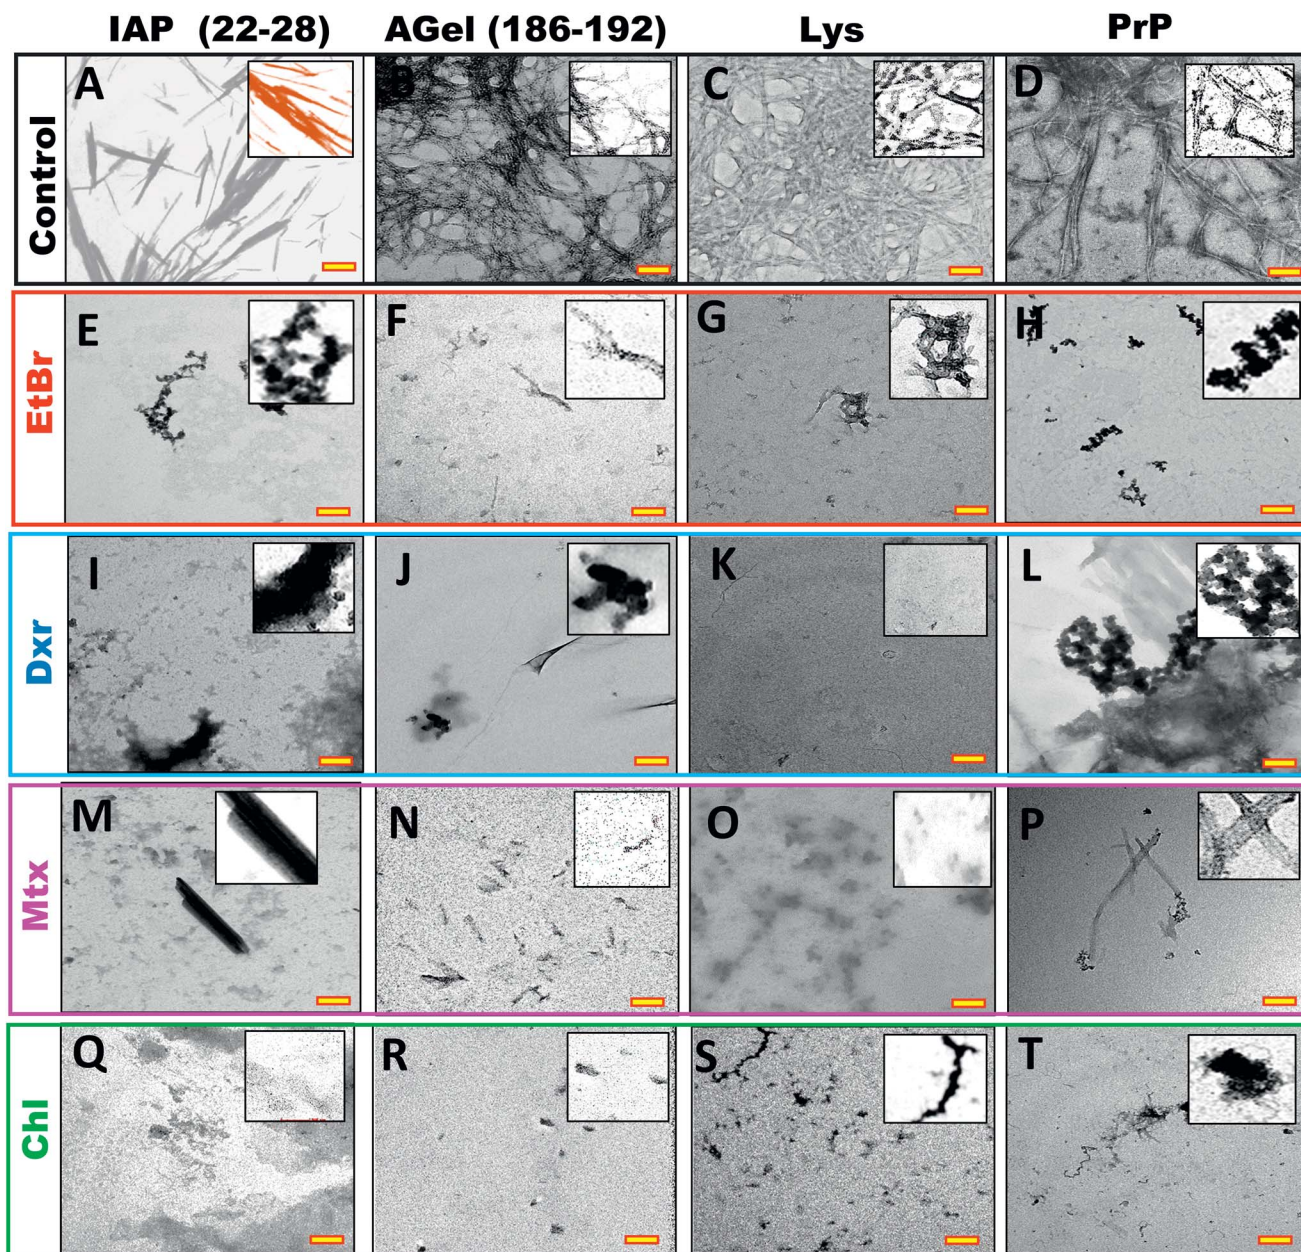 IAP (22-28) AGel (186-192) Lys PrP
Control A B C D
EtBr E F G H
Dxr I J K L
Mtx M N O P
Chl Q R S T